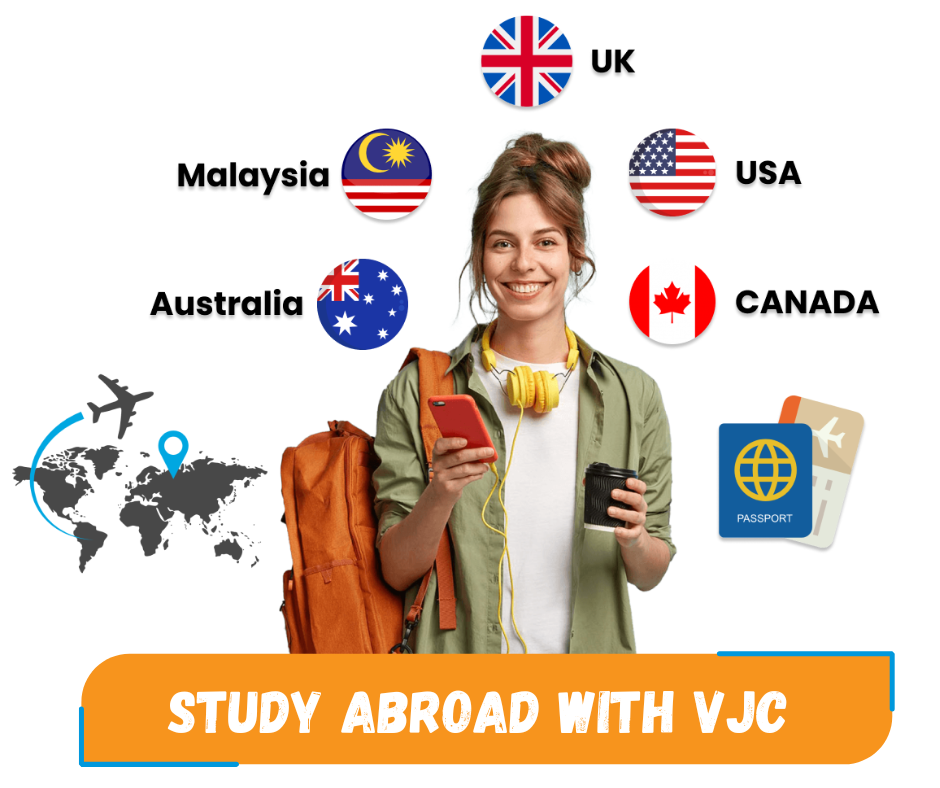 UK
Malaysia
USA
Australia
CANADA
PASSPORT
STUDY ABROAD WITH VJC